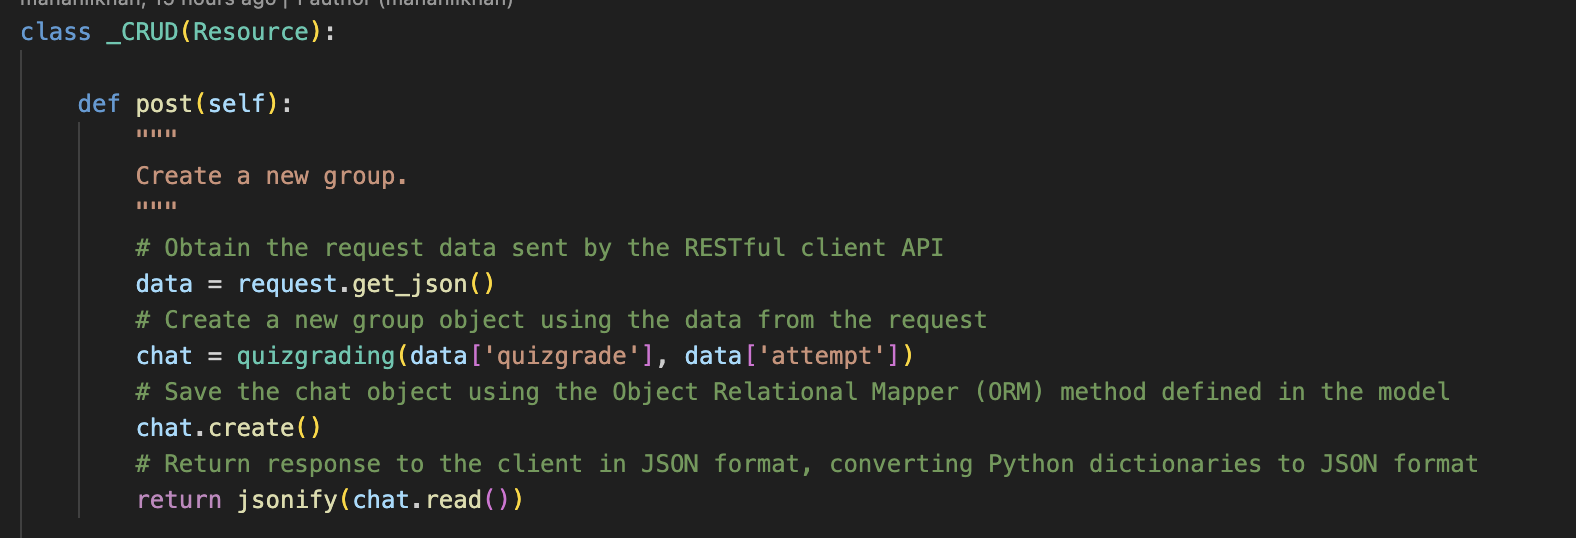 mahanlikhan, 15 hours ago | 1 author (mahanlikhan)
class _CRUD(Resource):
def post(self):
"""
Create a new group.
"""
# Obtain the request data sent by the RESTful client API
data = request.get_json()
# Create a new group object using the data from the request
chat = quizgrading(data['quizgrade'], data['attempt'])
# Save the chat object using the Object Relational Mapper (ORM) method defined in the model
chat.create()
# Return response to the client in JSON format, converting Python dictionaries to JSON format
return jsonify(chat.read())